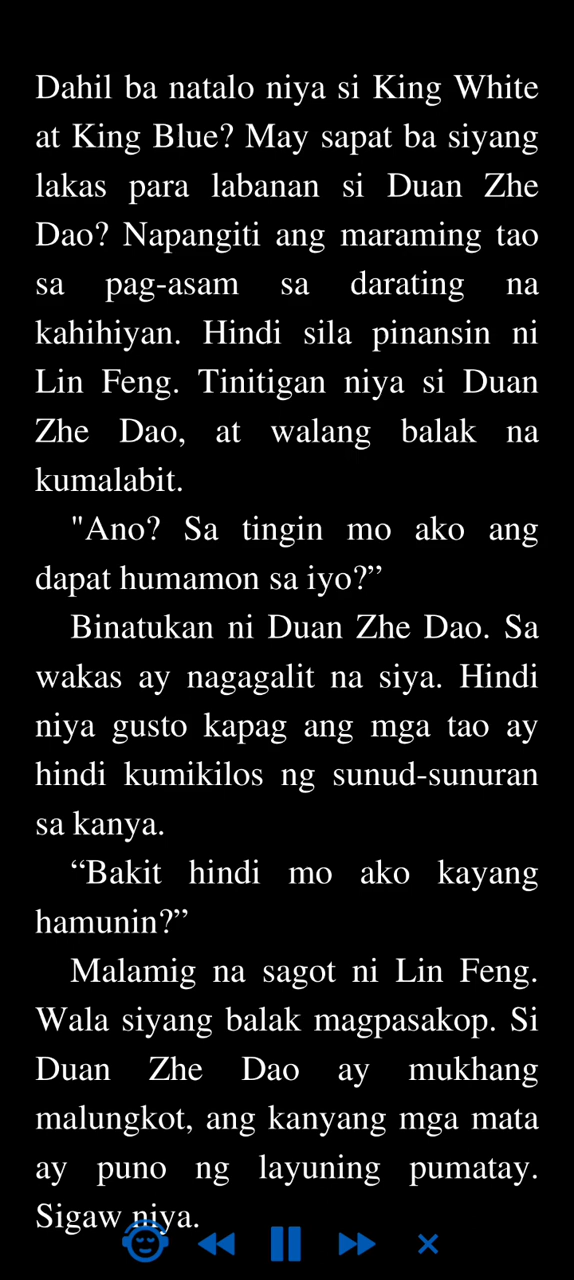 Dahil ba natalo niya si King White
at King Blue? May sapat ba siyang
lakas para labanan si Duan Zhe
Dao? Napangiti ang maraming tao
sa pag-asam sa darating na
kahihiyan. Hindi sila pinansin ni
Lin Feng. Tinitigan niya si Duan
Zhe Dao, at walang balak na
kumalabit.
"Ano? Sa tingin mo ako ang
dapat humamon sa iyo?”
Binatukan ni Duan Zhe Dao. Sa
wakas ay nagagalit na siya. Hindi
niya gusto kapag ang mga tao ay
hindi kumikilos ng sunud-sunuran
sa kanya.
“Bakit hindi mo ako kayang
hamunin?”
Malamig na sagot ni Lin Feng.
Wala siyang balak magpasakop. Si
Duan Zhe Dao ay mukhang
malungkot, ang kanyang mga mata
ay puno ng layuning pumatay.
Sigaw niya.